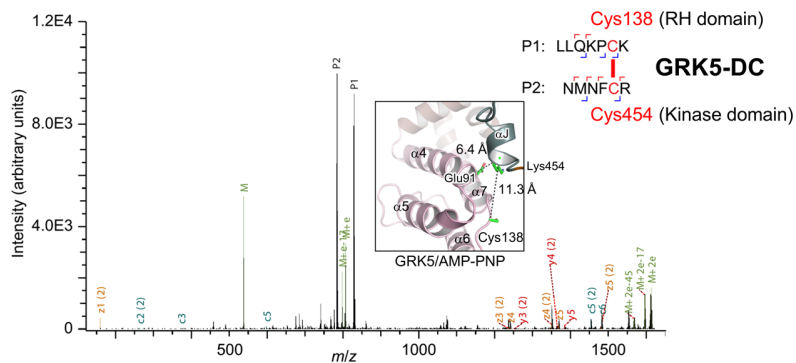 Cys138 (RH domain)
P1: LLQKPCK
GRK5-DC
P2: NMNFCR
Cys454 (Kinase domain)
1.2E4
8.0E3
4.0E3
0
Intensity (arbitrary units)
500
1000
1500
m/z
z1 (2)
c2 (2)
c3
M
c5
P2
M+e-17
M+e
P1
z3 (2)
z4
y3 (2)
z4 (2)
y4 (2)
z5
y5
c5 (2)
c6
z5 (2)
M+2e-45
M+2e-17
M+2e
αJ
6.4 Å
α4
Lys454
Glu91
α7
11.3 Å
α5
α6
Cys138
GRK5/AMP-PNP